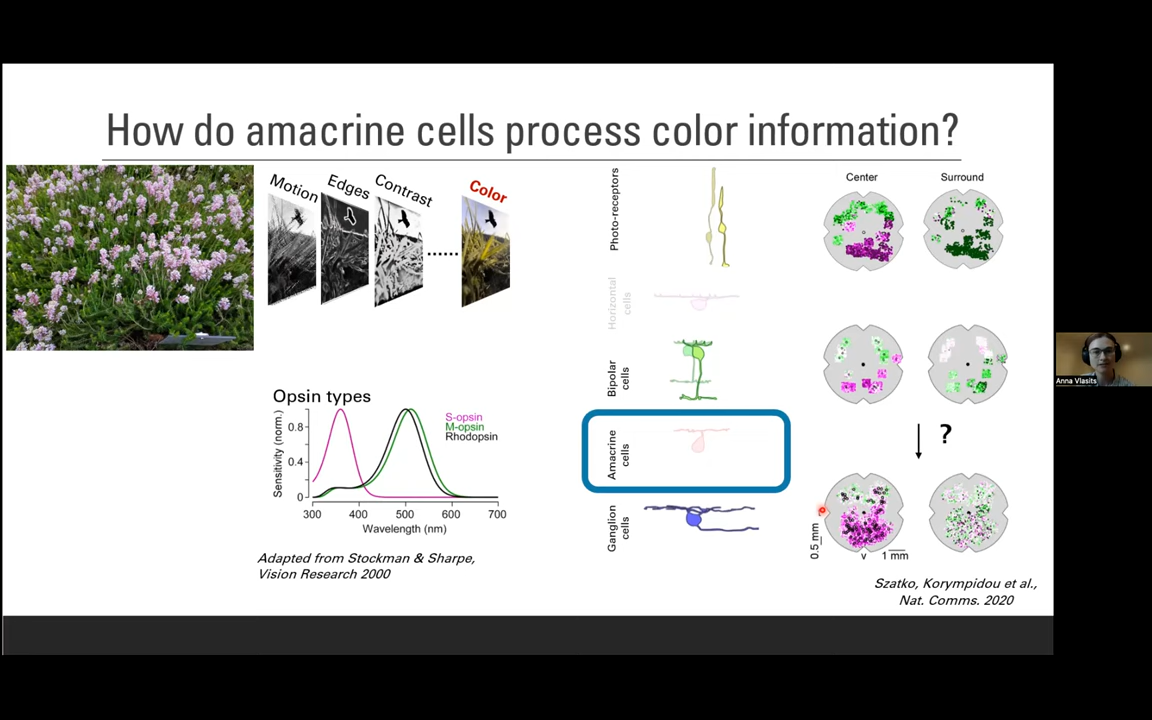 How do amacrine cells process color information?
Motion
Edges
Contrast
Color
Opsin types
S-opsin
M-opsin
Rhodopsin
Sensitivity (norm.)
0.8
0.4
0
300 400 500 600 700
Wavelength (nm)
Adapted from Stockman & Sharpe,
Vision Research 2000
Photo-receptors
Horizontal
cells
Bipolar
cells
Amacrine
cells
Ganglion
cells
Center
Surround
?
0.5 mm
v
1 mm
Szatko, Korympidou et al.,
Nat. Comms. 2020
Anna Vlasits